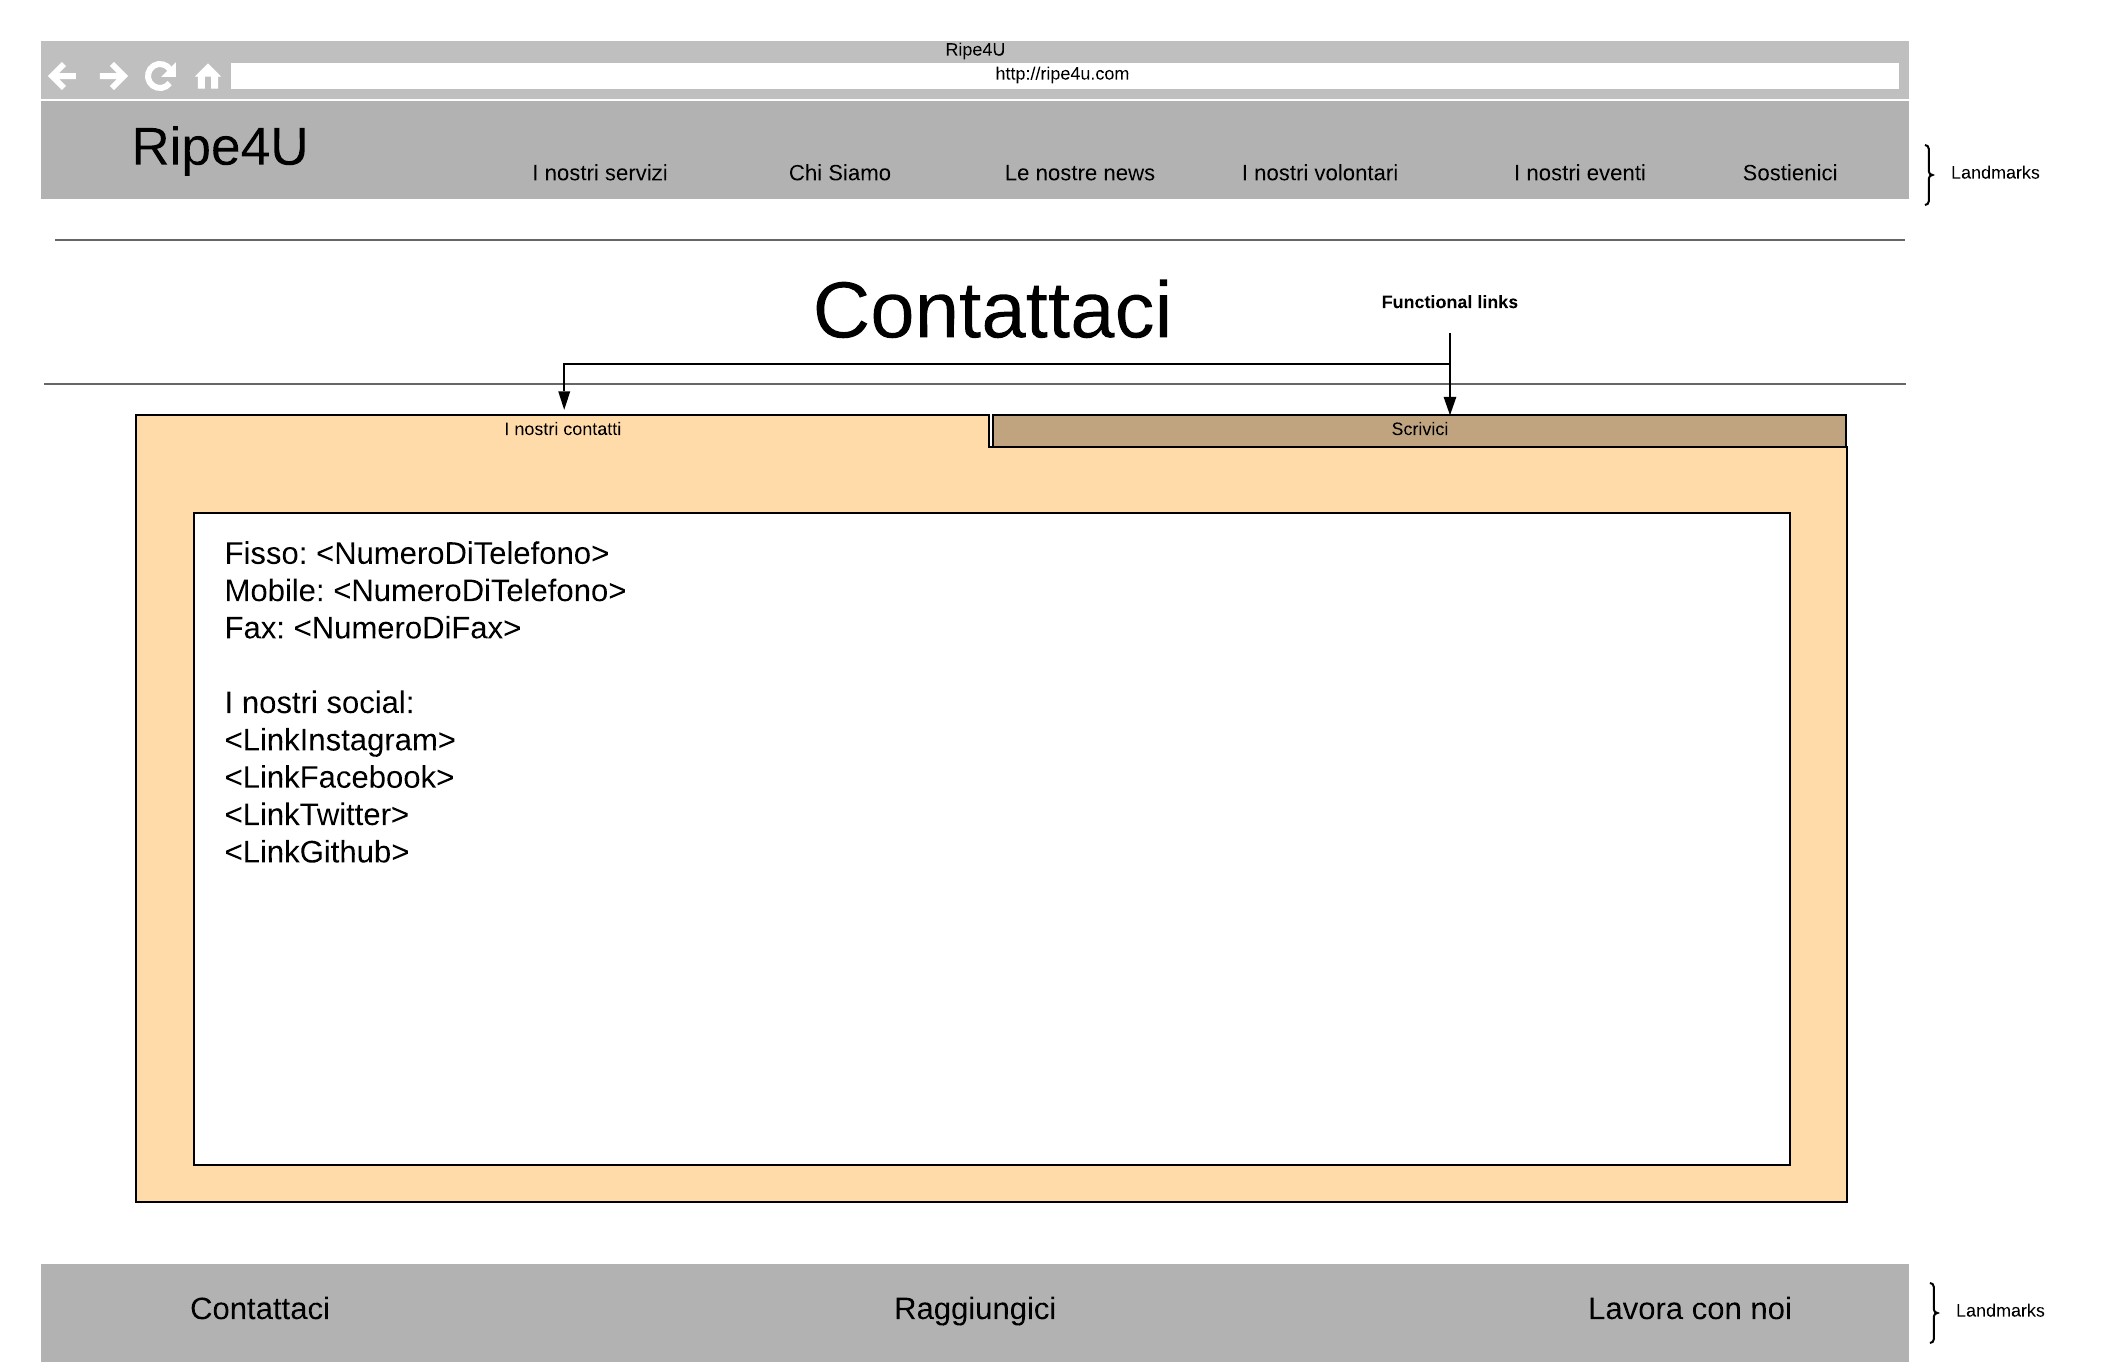 Ripe4U
http://ripe4u.com
Ripe4U
I nostri servizi
Chi Siamo
Le nostre news
I nostri volontari
I nostri eventi
Sostienici
Landmarks
Contattaci
Functional links
I nostri contatti
Scrivici
Fisso: <NumeroDiTelefono>
Mobile: <NumeroDiTelefono>
Fax: <NumeroDiFax>
I nostri social:
<LinkInstagram>
<LinkFacebook>
<LinkTwitter>
<LinkGithub>
Contattaci
Raggiungici
Lavora con noi
Landmarks